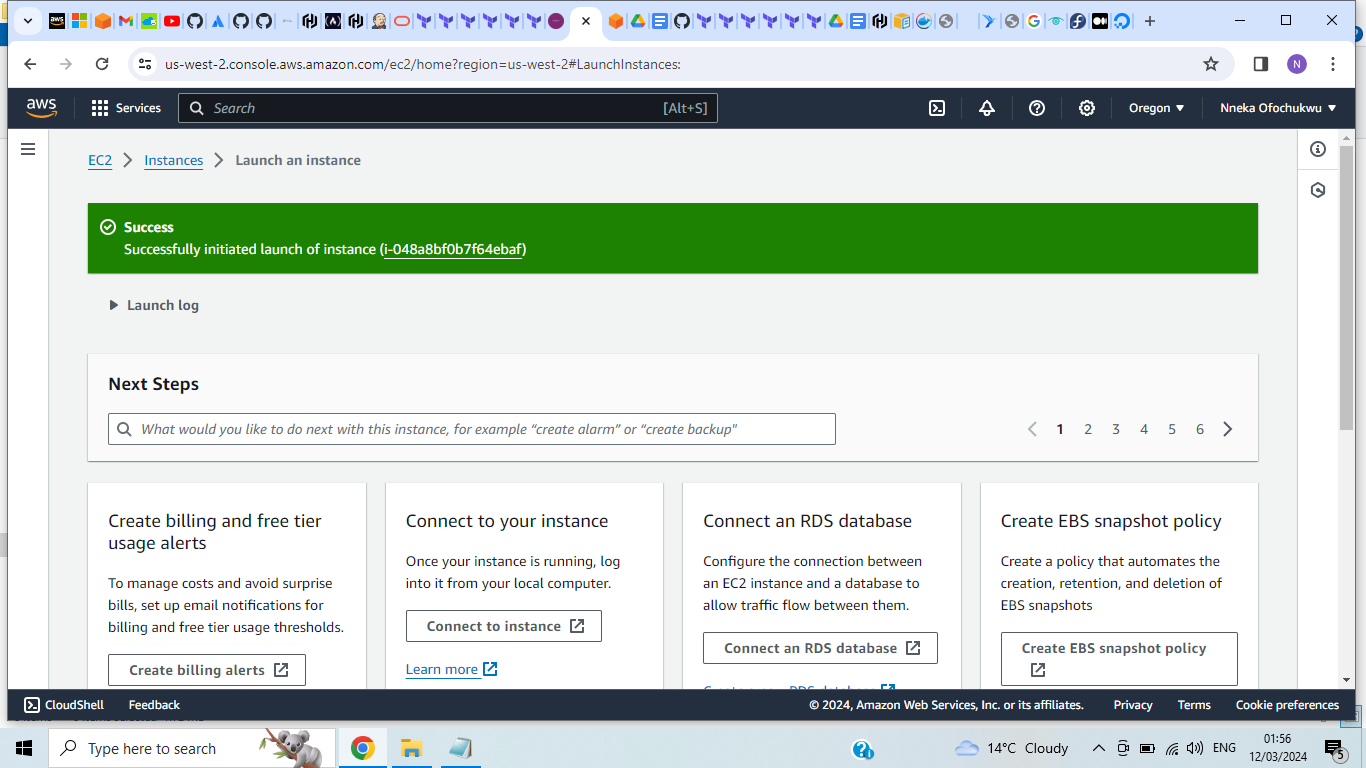 us-west-2.console.aws.amazon.com/ec2/home?region=us-west-2#LaunchInstances:
N
aws
Services
Search
[Alt+S]
Oregon
Nneka Ofochukwu
EC2
Instances
Launch an instance
Success
Successfully initiated launch of instance (i-048a8bf0b7f64ebaf)
Launch log
Next Steps
What would you like to do next with this instance, for example “create alarm” or “create backup"
1 2 3 4 5 6
Create billing and free tier
usage alerts
To manage costs and avoid surprise
bills, set up email notifications for
billing and free tier usage thresholds.
Create billing alerts
Connect to your instance
Once your instance is running, log
into it from your local computer.
Connect to instance
Learn more
Connect an RDS database
Configure the connection between
an EC2 instance and a database to
allow traffic flow between them.
Connect an RDS database
Create EBS snapshot policy
Create a policy that automates the
creation, retention, and deletion of
EBS snapshots
Create EBS snapshot policy
CloudShell
Feedback
© 2024, Amazon Web Services, Inc. or its affiliates.
Privacy
Terms
Cookie preferences
Type here to search
14°C Cloudy
ENG
01:56
12/03/2024
5